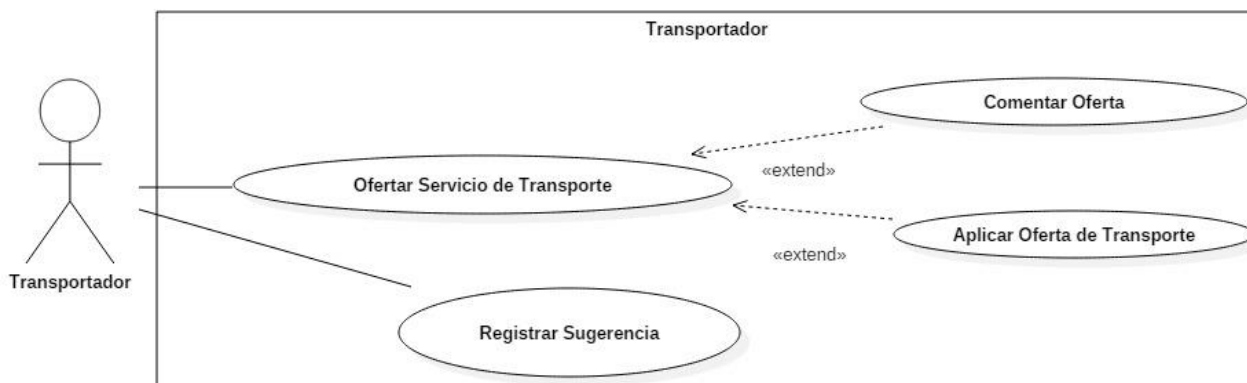 Transportador
Comentar Oferta
«extend»
Ofertar Servicio de Transporte
Aplicar Oferta de Transporte
«extend»
Transportador
Registrar Sugerencia